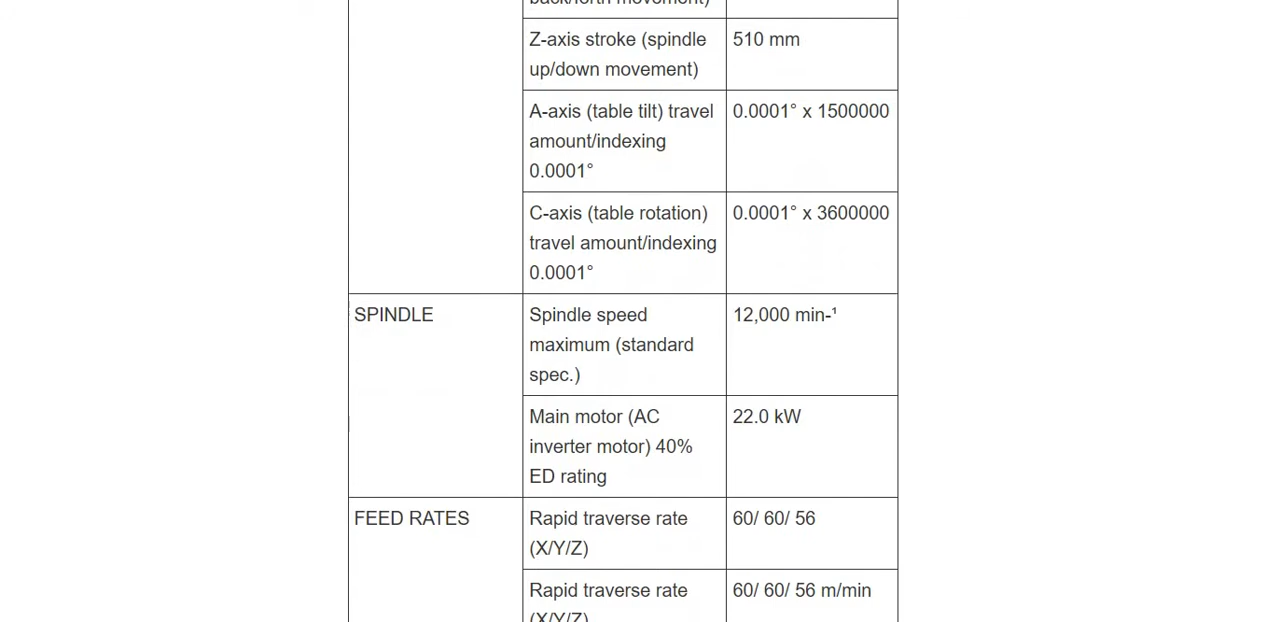 back/forth movement)
Z-axis stroke (spindle
up/down movement)
510 mm
A-axis (table tilt) travel
amount/indexing
0.0001°
0.0001° x 1500000
C-axis (table rotation)
travel amount/indexing
0.0001°
0.0001° x 3600000
SPINDLE
Spindle speed
maximum (standard
spec.)
12,000 min-¹
Main motor (AC
inverter motor) 40%
ED rating
22.0 kW
FEED RATES
Rapid traverse rate
(X/Y/Z)
60/ 60/ 56
Rapid traverse rate
(X/Y/Z)
60/ 60/ 56 m/min